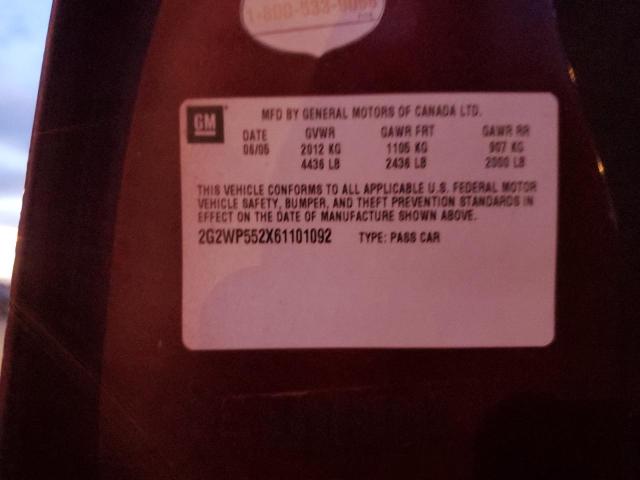 1-800-533-9056
GM
MFD BY GENERAL MOTORS OF CANADA LTD.
DATE GVWR GAWR FRT GAWR RR
06/05 2012 KG 1105 KG 907 KG
4436 LB 2436 LB 2000 LB
THIS VEHICLE CONFORMS TO ALL APPLICABLE U.S. FEDERAL MOTOR
VEHICLE SAFETY, BUMPER, AND THEFT PREVENTION STANDARDS IN
EFFECT ON THE DATE OF MANUFACTURE SHOWN ABOVE.
2G2WP552X61101092 TYPE: PASS CAR